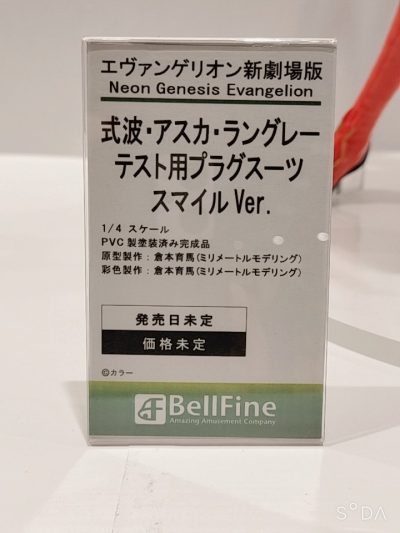 エヴァンゲリオン新劇場版
Neon Genesis Evangelion
式波・アスカ・ラングレー
テスト用プラグスーツ
スマイル Ver.
1/4 スケール
PVC 製塗装済み完成品
原型製作：倉本育馬(ミリメートルモデリング)
彩色製作：倉本育馬(ミリメートルモデリング)
発売日未定
価格未定
©カラー
BellFine
Amazing Amusement Company
SODA